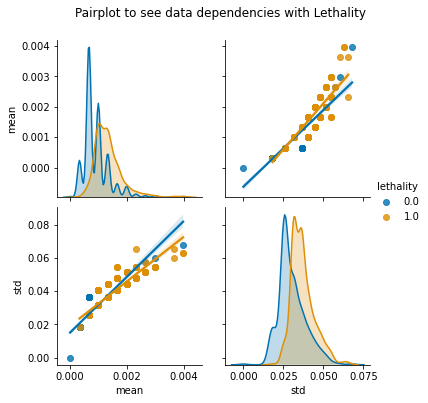 Pairplot to see data dependencies with Lethality
0.004
0.003
0.002
0.001
0.000
mean
lethality
0.0
1.0
0.08
0.06
0.04
0.02
0.00
std
0.000 0.002 0.004
mean
0.000 0.025 0.050 0.075
std